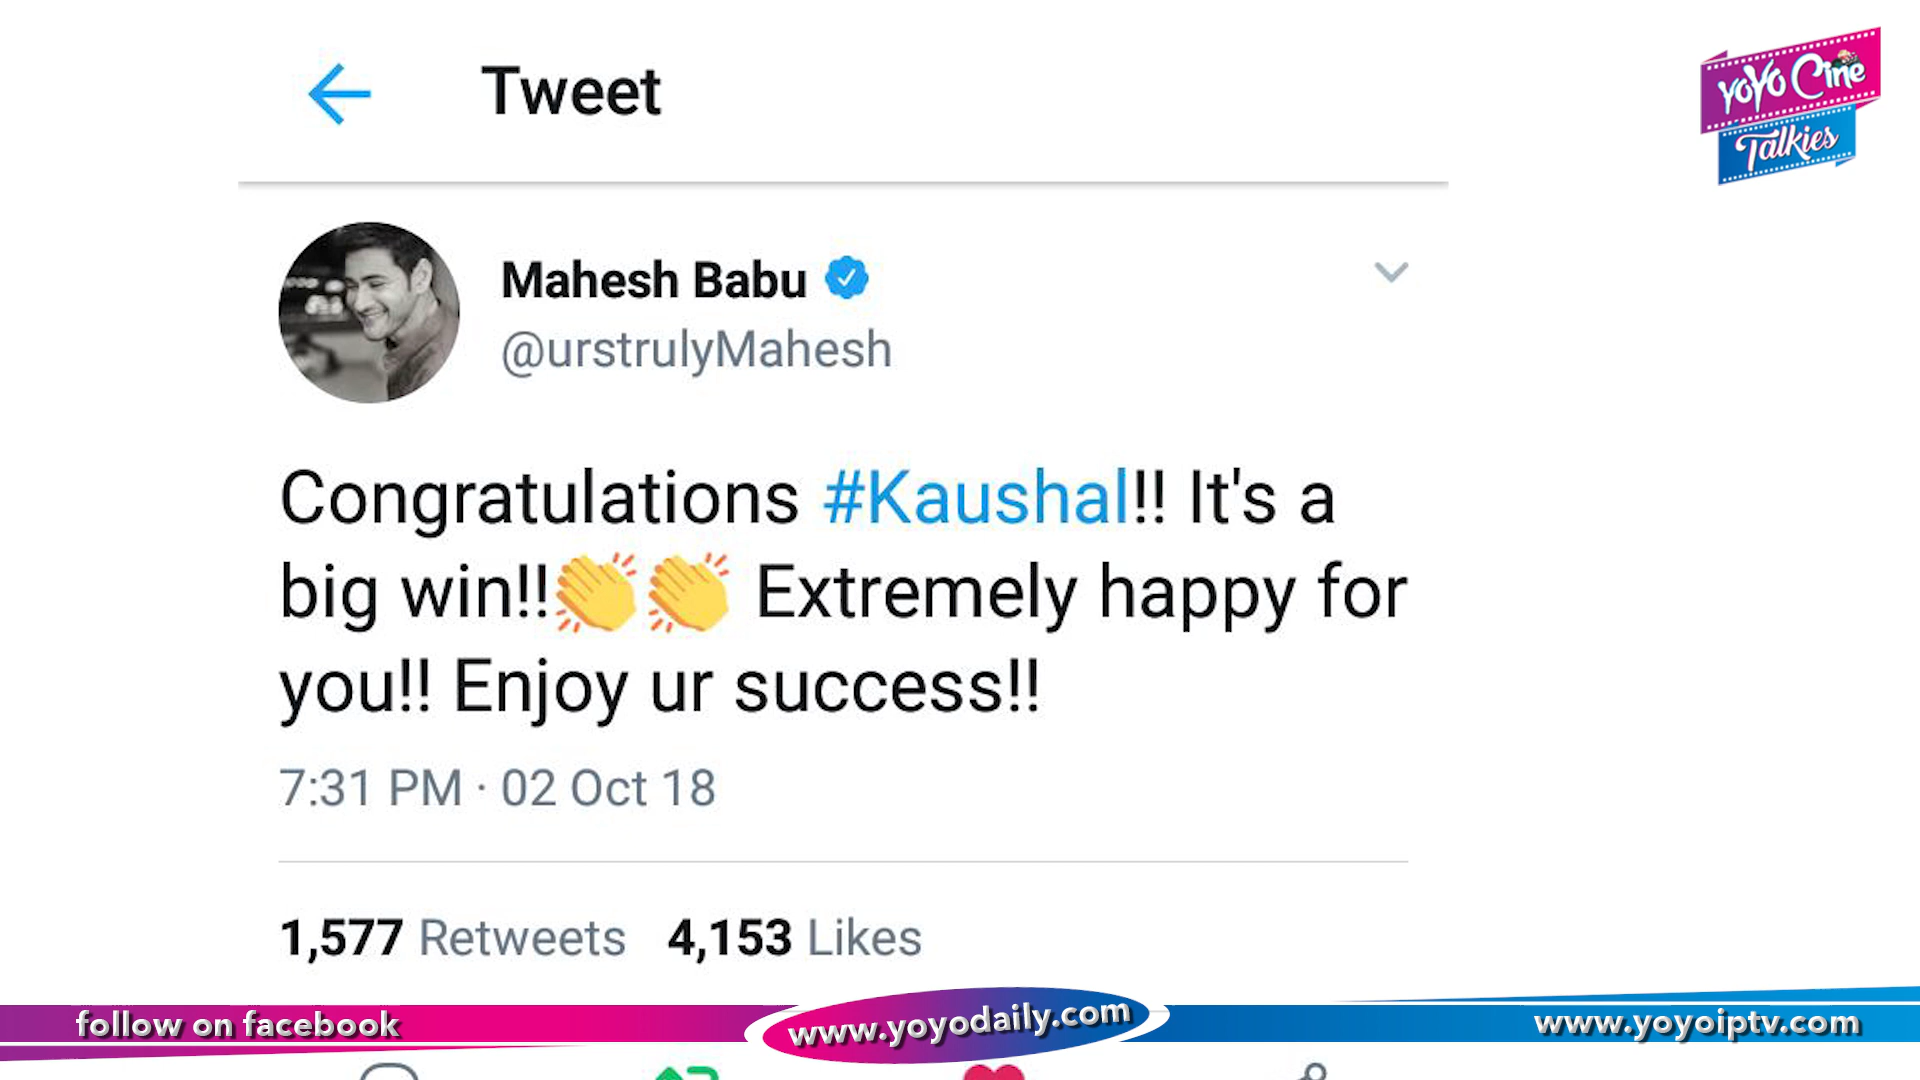 Tweet
YOYO Cine
Talkies
Mahesh Babu
@urstrulyMahesh
Congratulations #Kaushal!! It's a
big win!!👏👏 Extremely happy for
you!! Enjoy ur success!!
7:31 PM · 02 Oct 18
1,577 Retweets 4,153 Likes
follow on facebook
www.yoyodaily.com
www.yoyoiptv.com